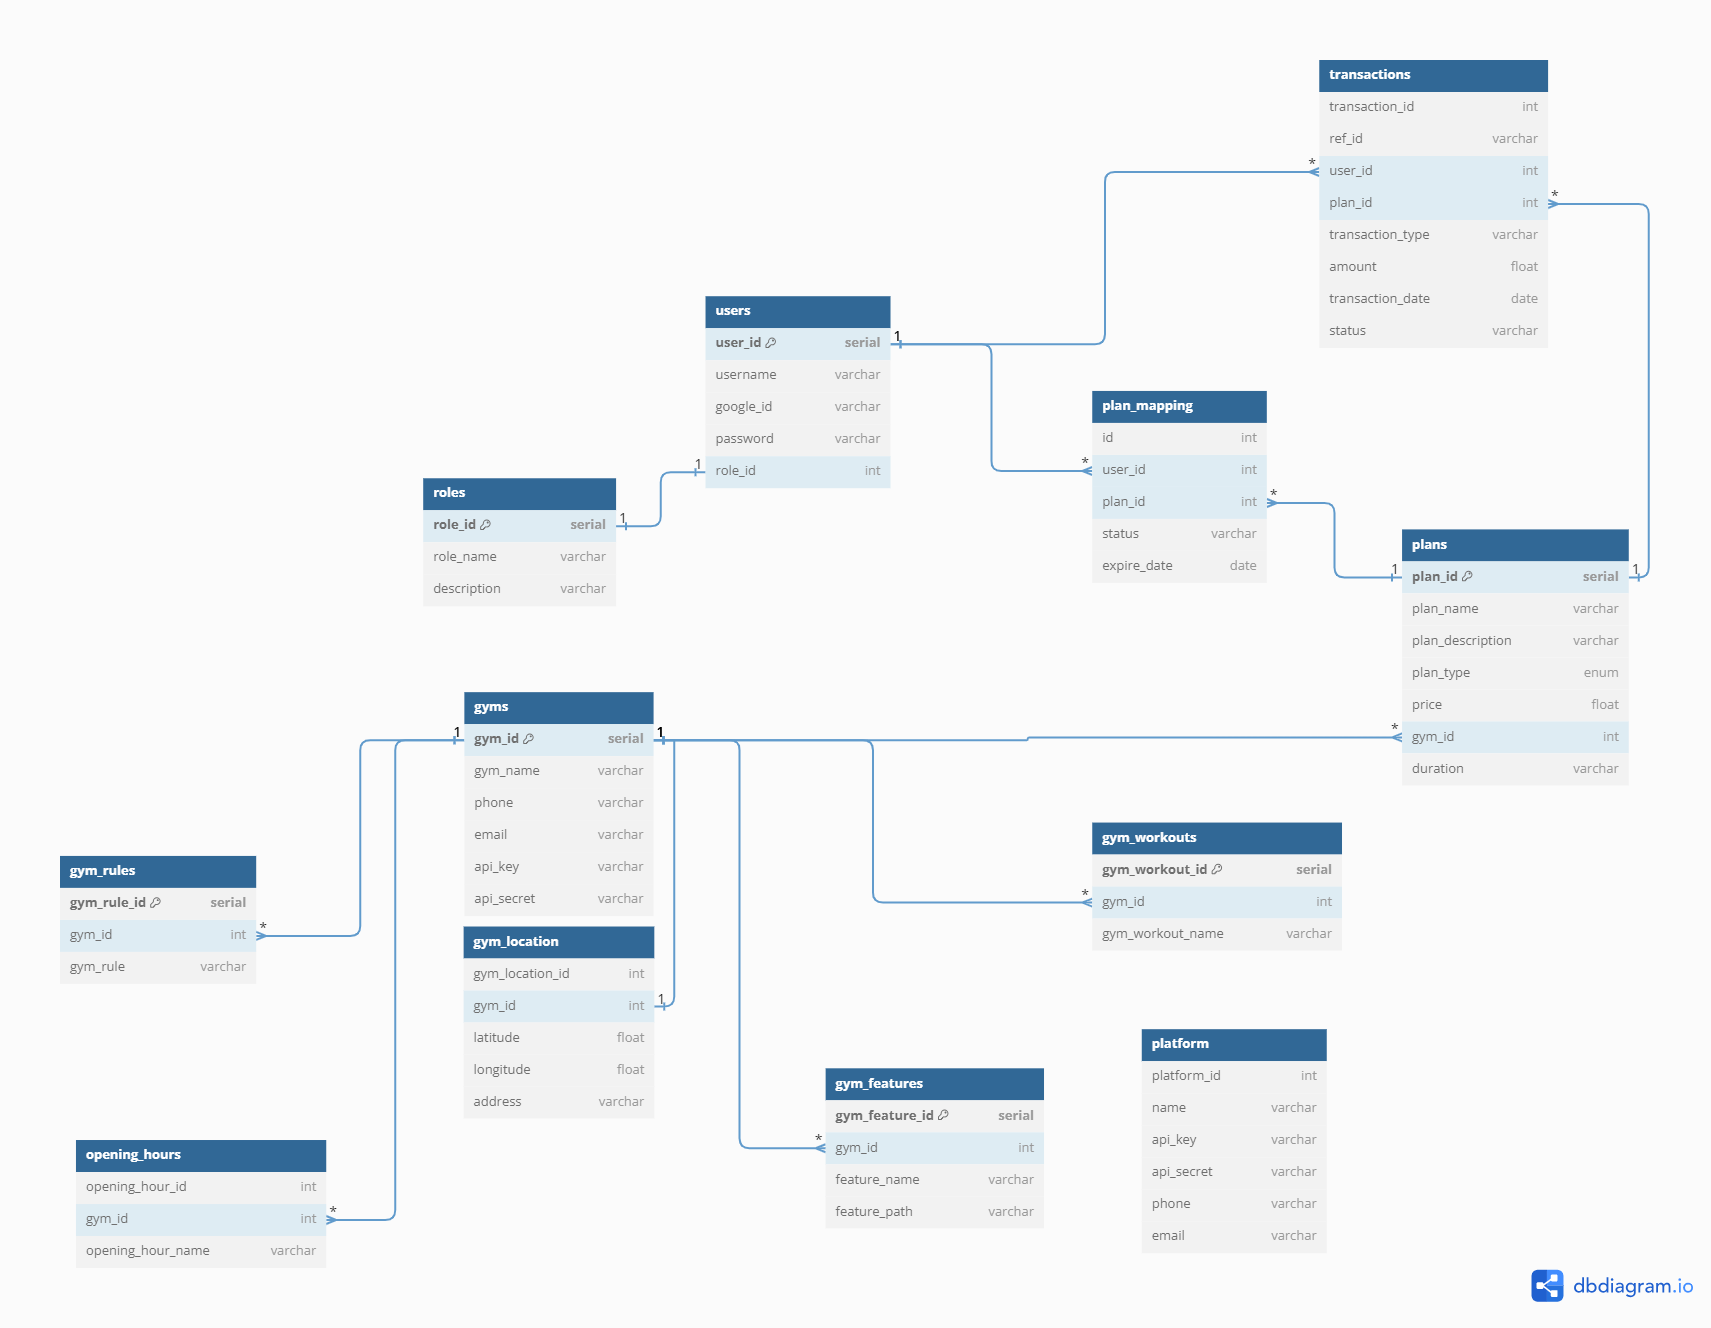 transactions
transaction_id int
ref_id varchar
* user_id int
plan_id int *
transaction_type varchar
amount float
transaction_date date
status varchar
users
user_id serial 1
username varchar
google_id varchar
password varchar
1 role_id int
plan_mapping
id int
* user_id int
plan_id int *
status varchar
expire_date date
roles
role_id serial 1
role_name varchar
description varchar
plans
1 plan_id serial 1
plan_name varchar
plan_description varchar
plan_type enum
price float
* gym_id int
duration varchar
gyms
1 gym_id serial 1
gym_name varchar
phone varchar
email varchar
api_key varchar
api_secret varchar
gym_workouts
gym_workout_id serial
* gym_id int
gym_workout_name varchar
gym_rules
gym_rule_id serial
gym_id int *
gym_rule varchar
gym_location
gym_location_id int
gym_id int 1
latitude float
longitude float
address varchar
platform
platform_id int
name varchar
api_key varchar
api_secret varchar
phone varchar
email varchar
gym_features
gym_feature_id serial
* gym_id int
feature_name varchar
feature_path varchar
opening_hours
opening_hour_id int
gym_id int *
opening_hour_name varchar
dbdiagram.io